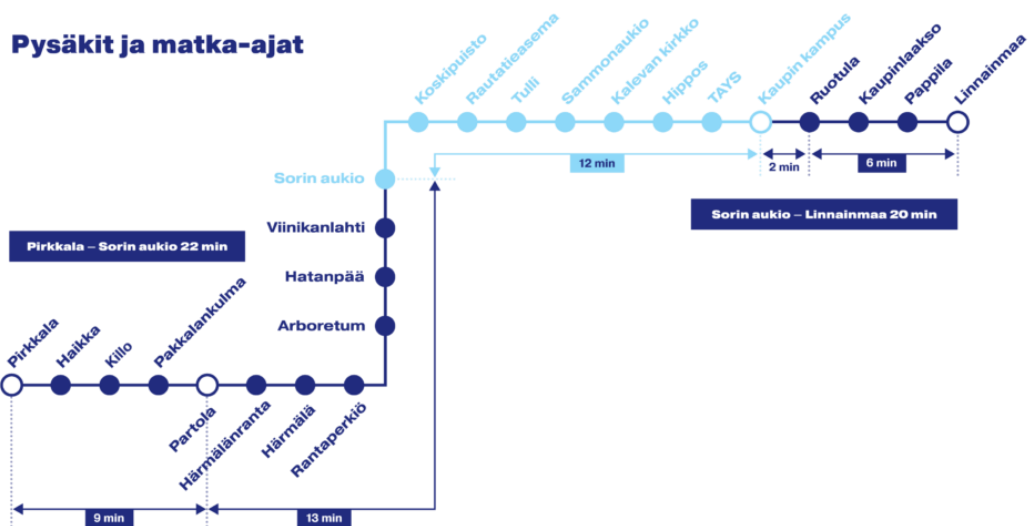 Pysäkit ja matka-ajat
Koskipuisto
Rautatieasema
Tulli
Sammonaukio
Kalevan kirkko
Hippos
TAYS
Kaupin kampus
Ruotula
Kaupinlaakso
Pappila
Linnainmaa
12 min
2 min
6 min
Sorin aukio
Sorin aukio – Linnainmaa 20 min
Viinikanlahti
Pirkkala – Sorin aukio 22 min
Hatanpää
Arboretum
Pirkkala
Haikka
Killo
Pakkalankulma
Partola
Härmälänranta
Härmälä
Rantaperkiö
9 min
13 min